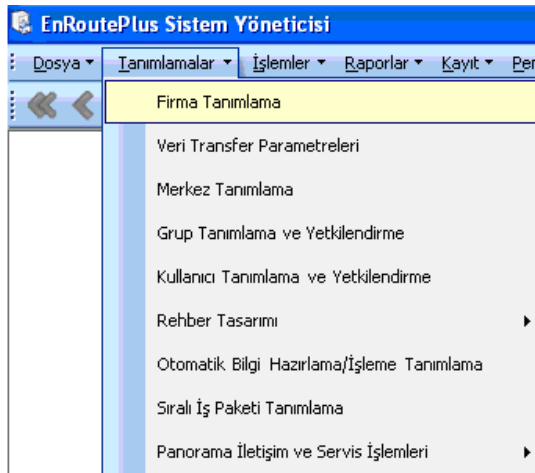 EnRoutePlus Sistem Yöneticisi
Dosya Tanımlamalar İşlemler Raporlar Kayıt
Firma Tanımlama
Veri Transfer Parametreleri
Merkez Tanımlama
Grup Tanımlama ve Yetkilendirme
Kullanıcı Tanımlama ve Yetkilendirme
Rehber Tasarımı
Otomatik Bilgi Hazırlama/İşleme Tanımlama
Sıralı İş Paketi Tanımlama
Panorama İletişim ve Servis İşlemleri